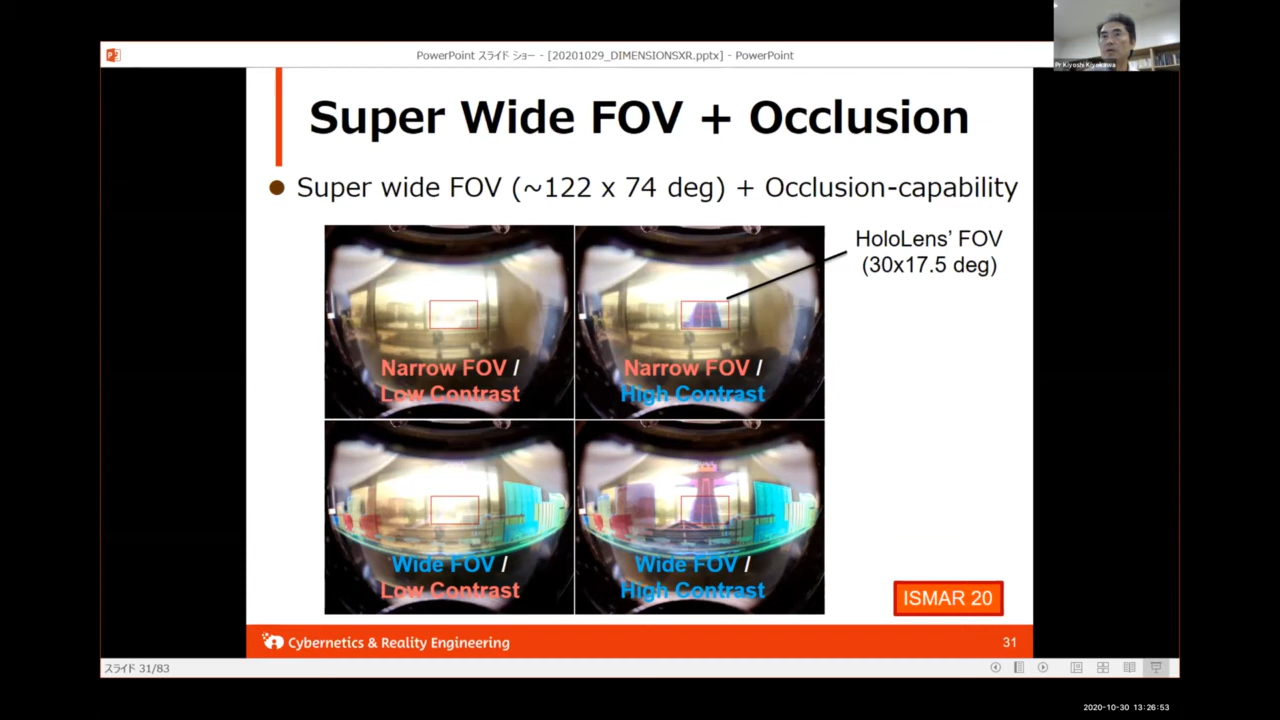 PowerPoint スライド ショー - [20201029_DIMENSIONSXR.pptx] - PowerPoint
Pr Kiyoshi Kiyokawa
Super Wide FOV + Occlusion
Super wide FOV (~122 x 74 deg) + Occlusion-capability
HoloLens’ FOV
(30x17.5 deg)
Narrow FOV /
Low Contrast
Narrow FOV /
High Contrast
Wide FOV /
Low Contrast
Wide FOV /
High Contrast
ISMAR 20
Cybernetics & Reality Engineering
31
スライド 31/83
2020-10-30 13:26:53